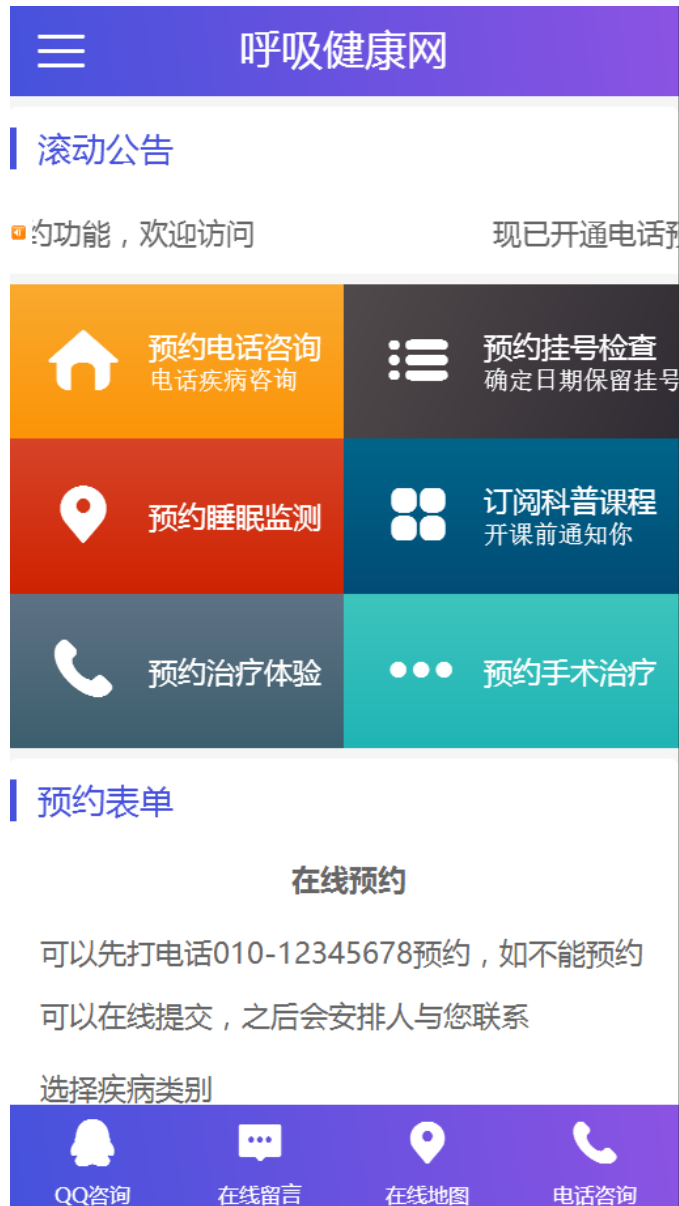 呼吸健康网
滚动公告
约功能，欢迎访问 现已开通电话预
预约电话咨询
电话疾病咨询
预约挂号检查
确定日期保留挂号
预约睡眠监测
订阅科普课程
开课前通知你
预约治疗体验
预约手术治疗
预约表单
在线预约
可以先打电话010-12345678预约，如不能预约
可以在线提交，之后会安排人与您联系
选择疾病类别
QQ咨询 在线留言 在线地图 电话咨询